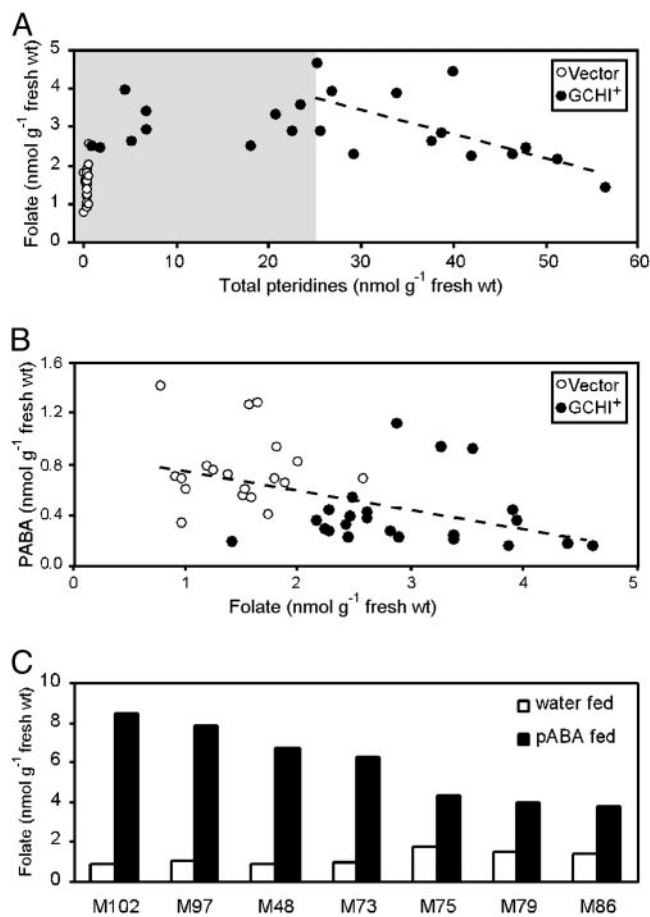 A
Folate (nmol g-1 fresh wt)
5
4
3
2
1
0
Vector
GCHI+
0 10 20 30 40 50 60
Total pteridines (nmol g-1 fresh wt)
B
PABA (nmol g-1 fresh wt)
1.6
1.2
0.8
0.4
0.0
Vector
GCHI+
0 1 2 3 4 5
Folate (nmol g-1 fresh wt)
C
Folate (nmol g-1 fresh wt)
10
8
6
4
2
0
water fed
pABA fed
M102 M97 M48 M73 M75 M79 M86